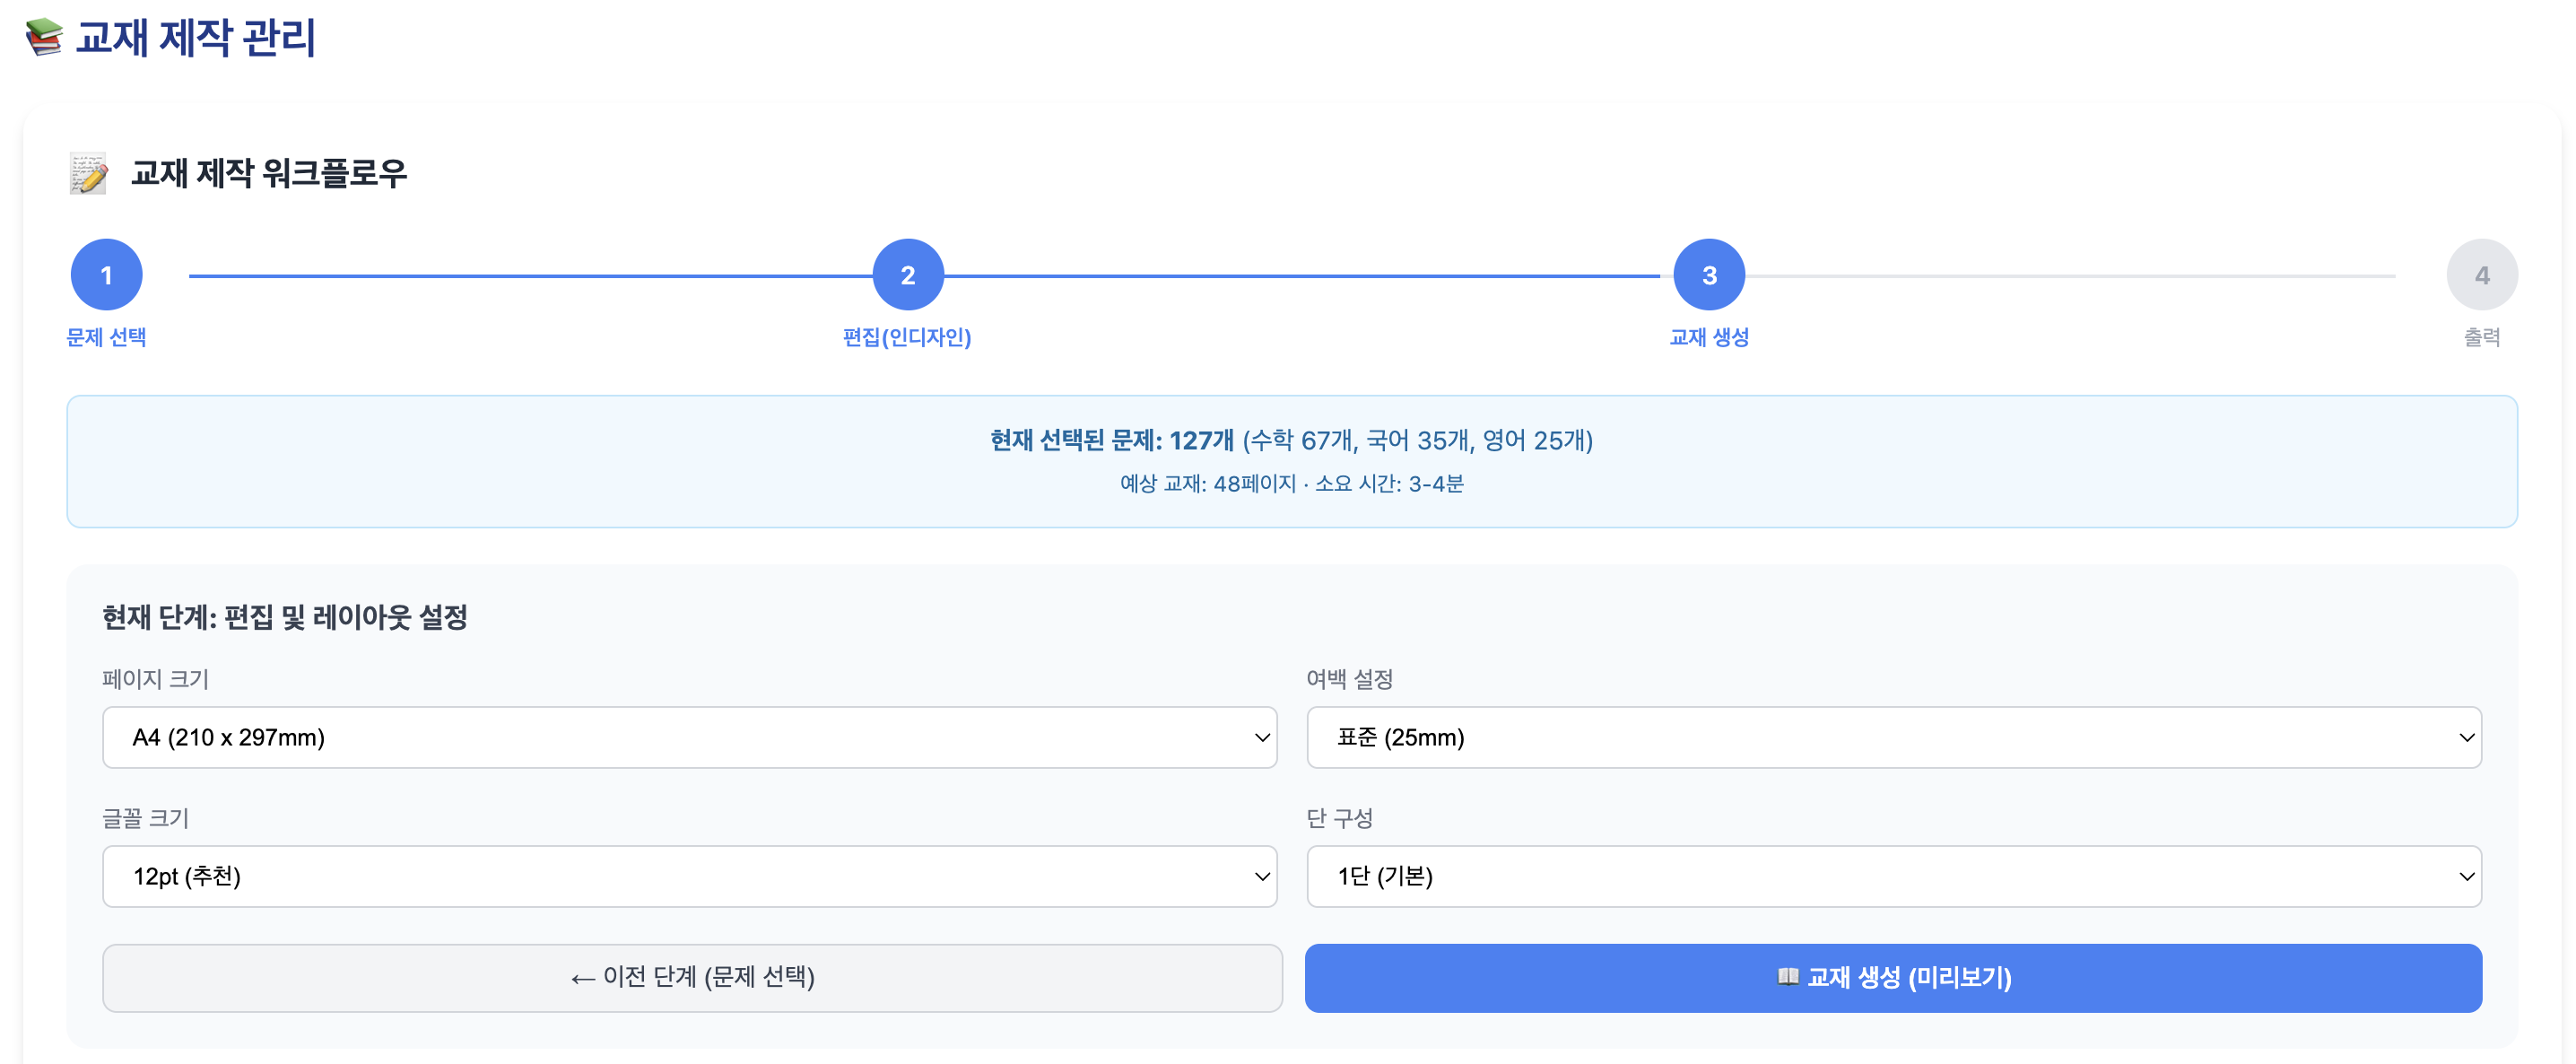 교재 제작 관리
교재 제작 워크플로우
1
2
3
4
문제 선택
편집(인디자인)
교재 생성
출력
현재 선택된 문제: 127개 (수학 67개, 국어 35개, 영어 25개)
예상 교재: 48페이지 · 소요 시간: 3-4분
현재 단계: 편집 및 레이아웃 설정
페이지 크기
여백 설정
A4 (210 x 297mm)
표준 (25mm)
글꼴 크기
단 구성
12pt (추천)
1단 (기본)
← 이전 단계 (문제 선택)
교재 생성 (미리보기)